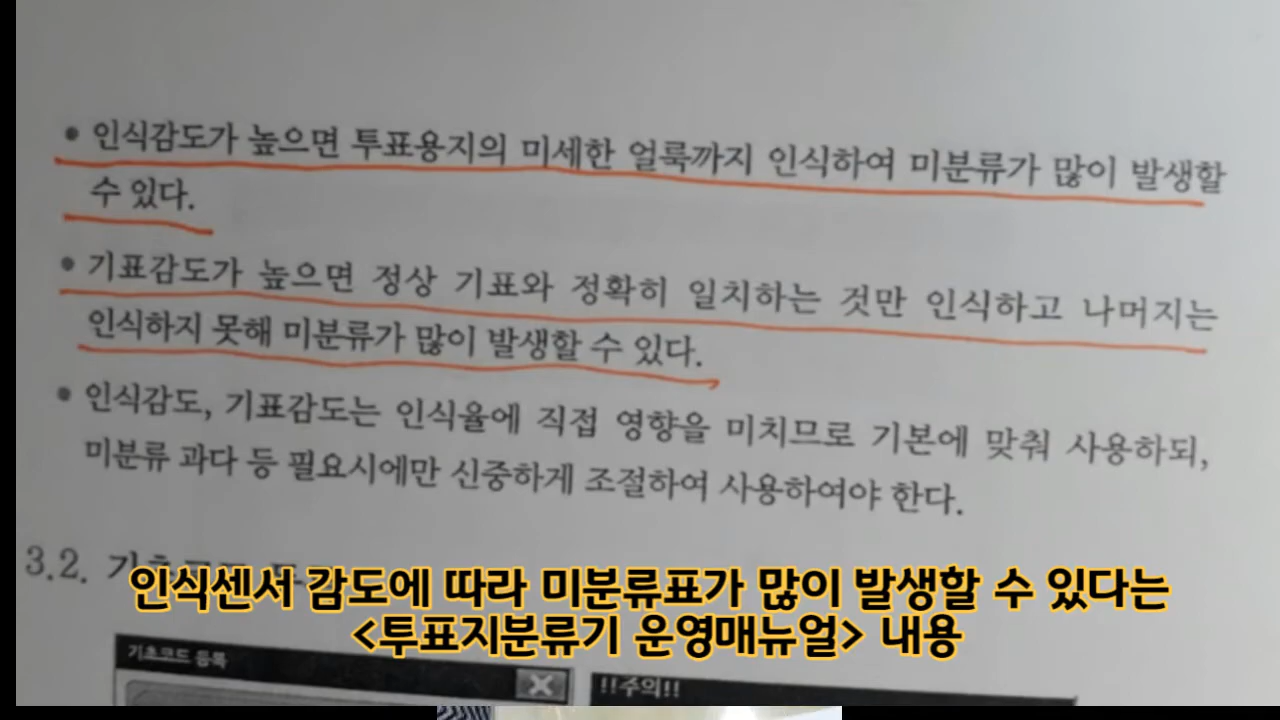 • 인식감도가 높으면 투표용지의 미세한 얼룩까지 인식하여 미분류가 많이 발생할
수 있다.
• 기표감도가 높으면 정상 기표와 정확히 일치하는 것만 인식하고 나머지는
인식하지 못해 미분류가 많이 발생할 수 있다.
• 인식감도, 기표감도는 인식율에 직접 영향을 미치므로 기본에 맞춰 사용하되,
미분류 과다 등 필요시에만 신중하게 조절하여 사용하여야 한다.
3.2.
인식센서 감도에 따라 미분류표가 많이 발생할 수 있다는
<투표지분류기 운영매뉴얼> 내용
기초코드 등록
!!주의!!